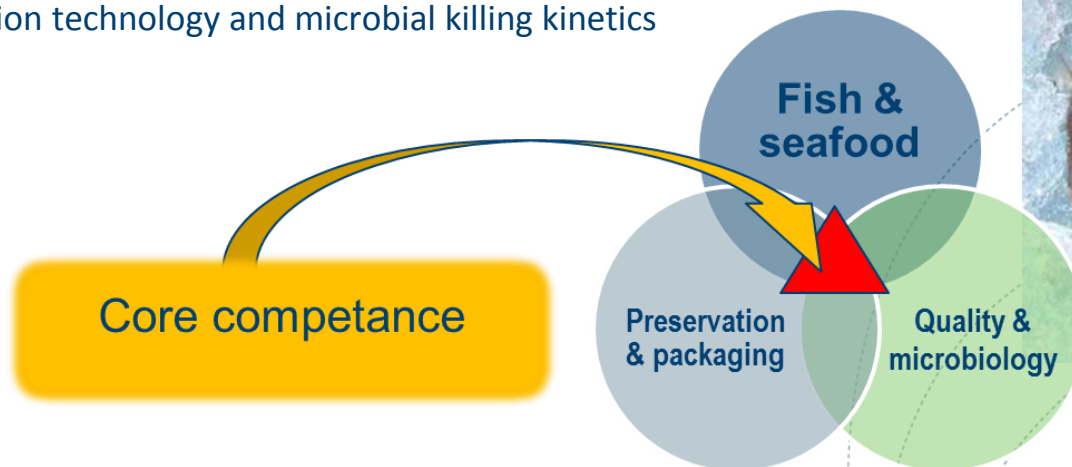 ion technology and microbial killing kinetics
Fish &
seafood
Core competance
Preservation
& packaging
Quality &
microbiology